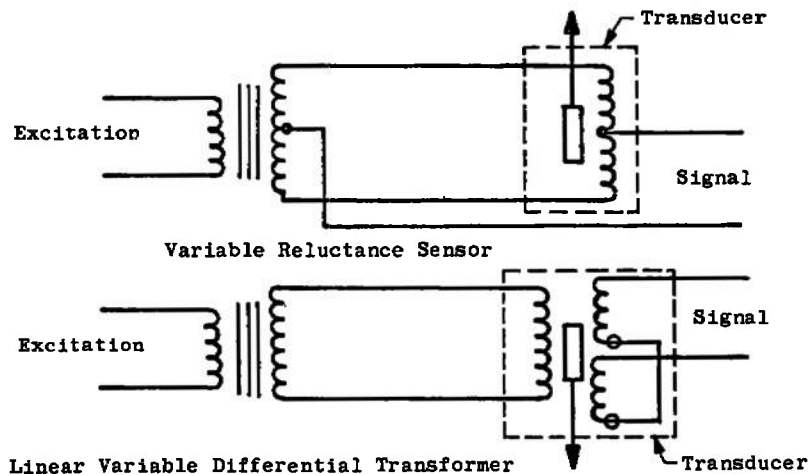 Transducer
Excitation
Signal
Variable Reluctance Sensor
Excitation
Signal
Linear Variable Differential Transformer
Transducer